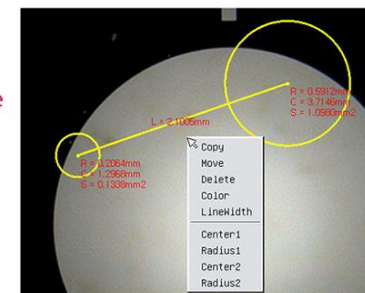 e
R = 0.5912mm
C = 3.7146mm
S = 1.0980mm2
L = 2.1005mm
R = 0.2064mm
C = 1.2968mm
S = 0.1338mm2
Copy
Move
Delete
Color
LineWidth
Center1
Radius1
Center2
Radius2